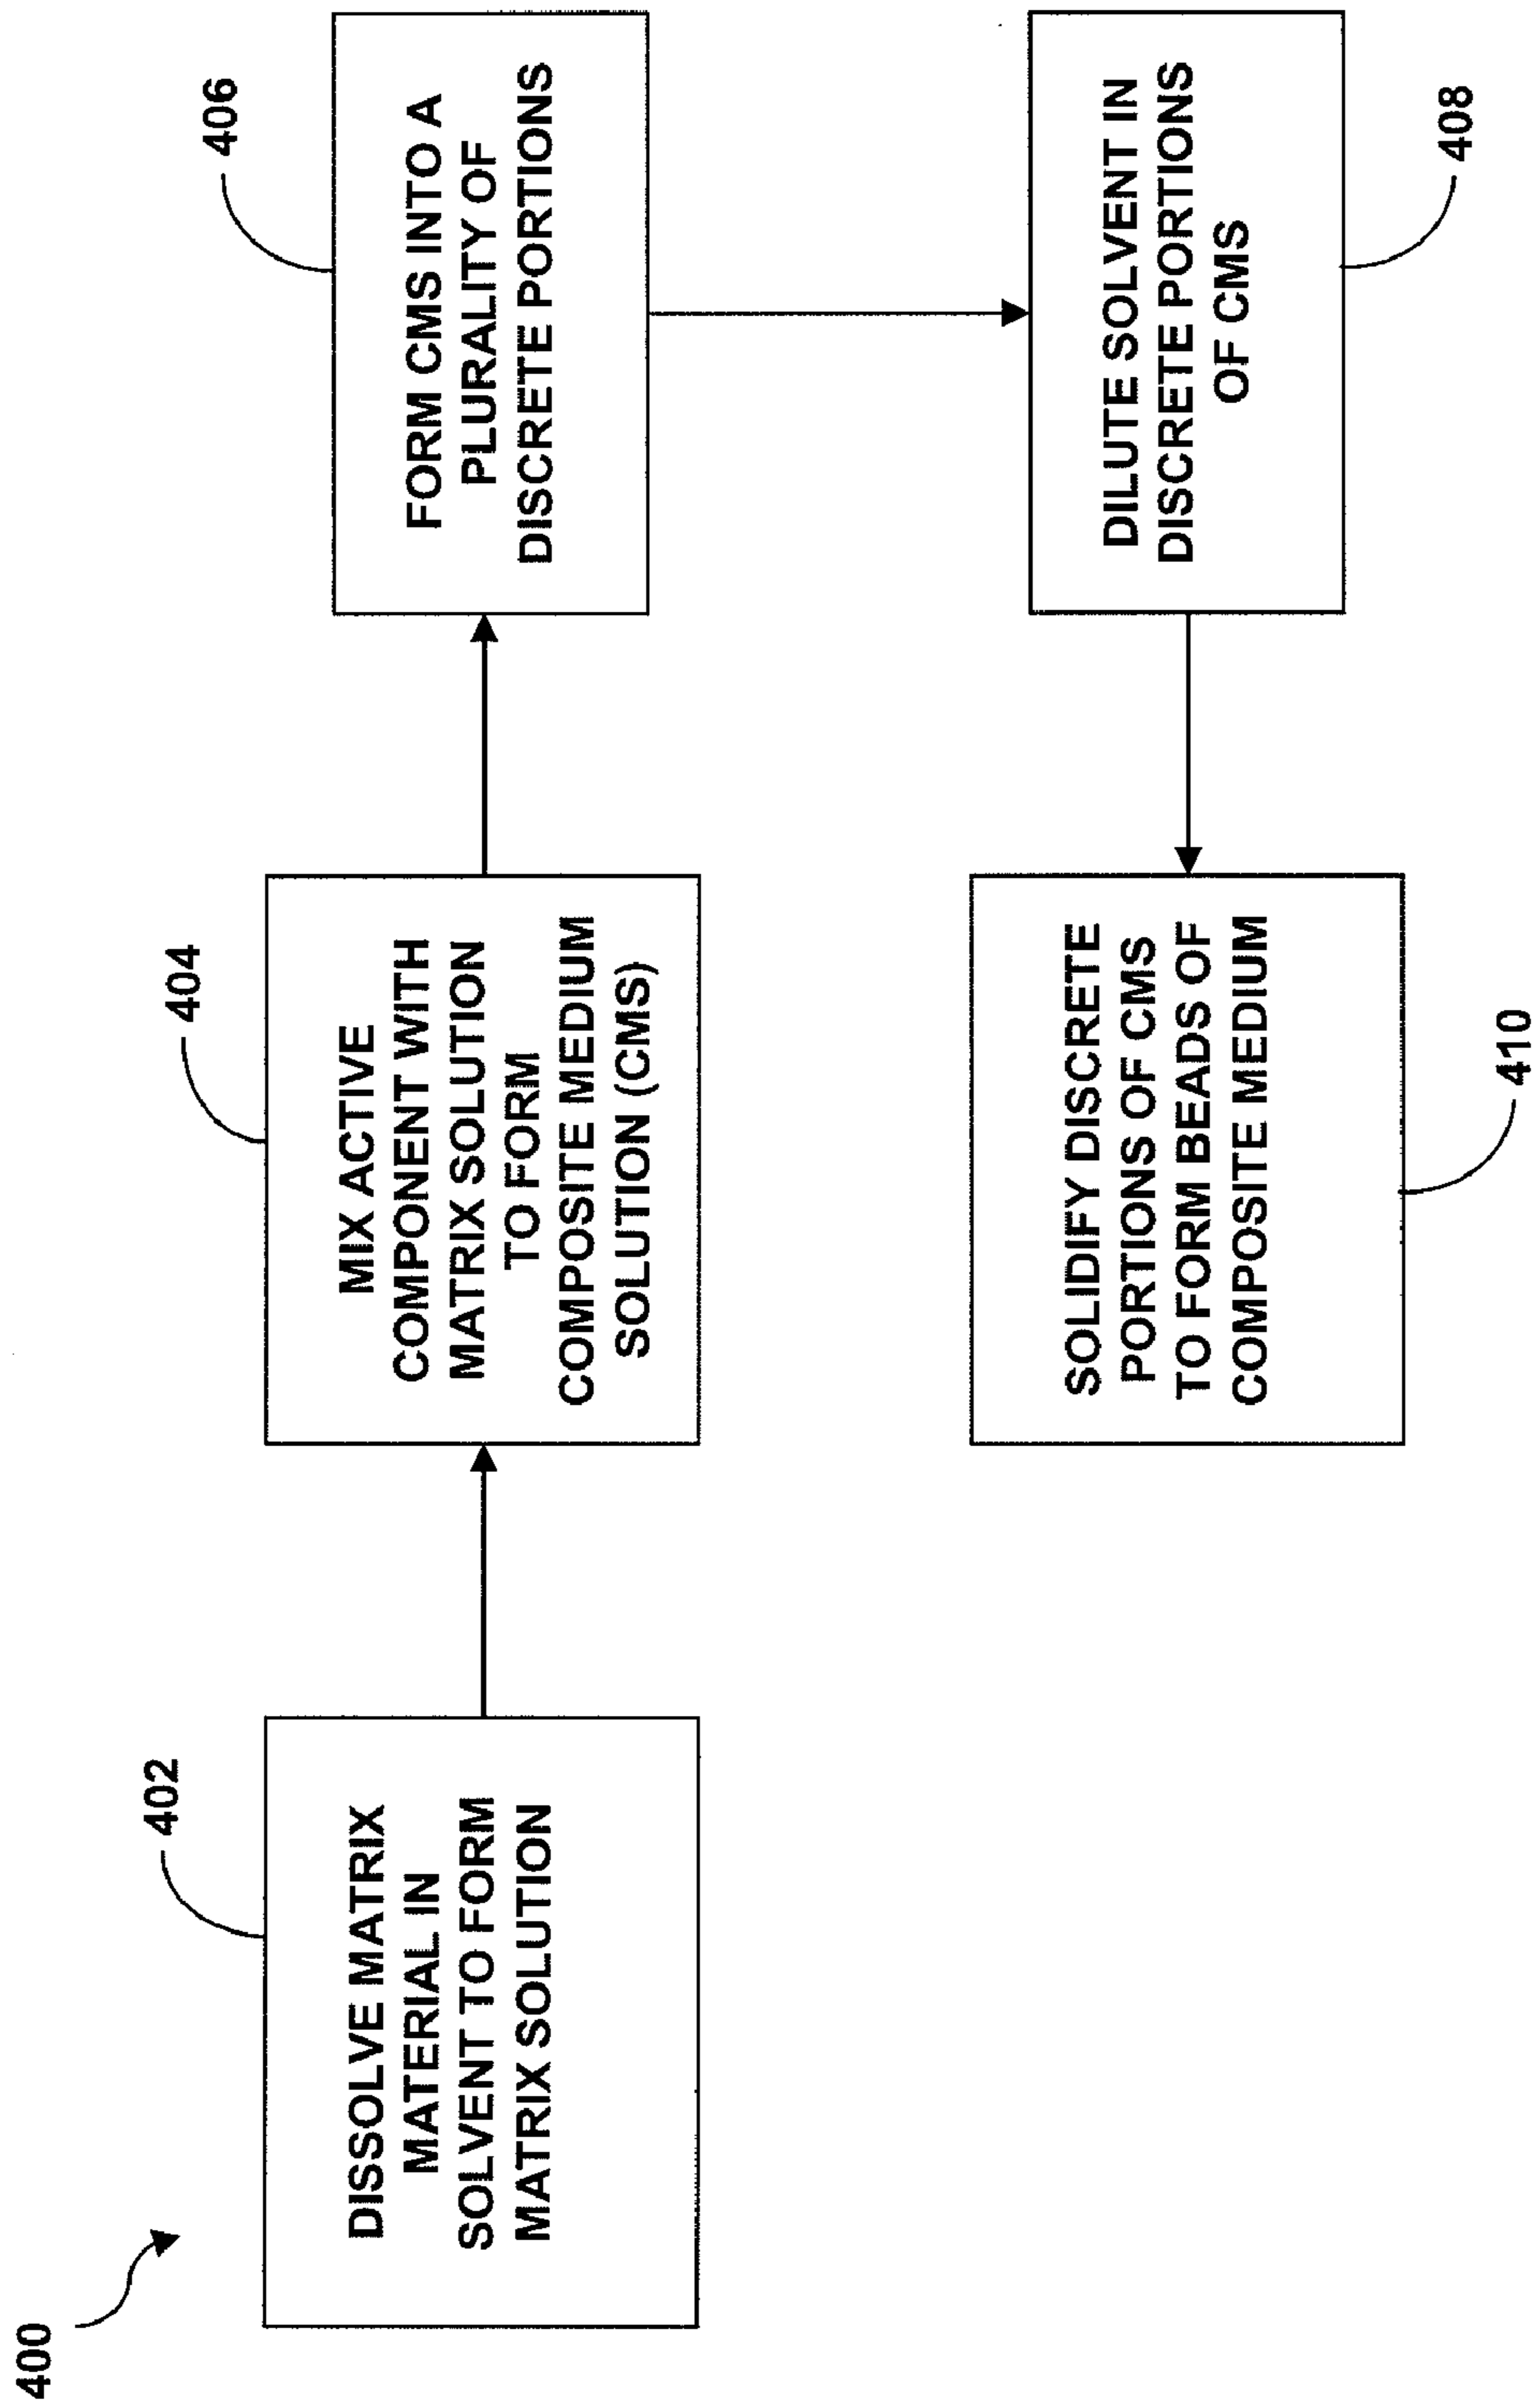 400
402
DISSOLVE MATRIX
MATERIAL IN
SOLVENT TO FORM
MATRIX SOLUTION
404
MIX ACTIVE
COMPONENT WITH
MATRIX SOLUTION
TO FORM
COMPOSITE MEDIUM
SOLUTION (CMS)
406
FORM CMS INTO A
PLURALITY OF
DISCRETE PORTIONS
DILUTE SOLVENT IN
DISCRETE PORTIONS
OF CMS
408
SOLIDIFY DISCRETE
PORTIONS OF CMS
TO FORM BEADS OF
COMPOSITE MEDIUM
410